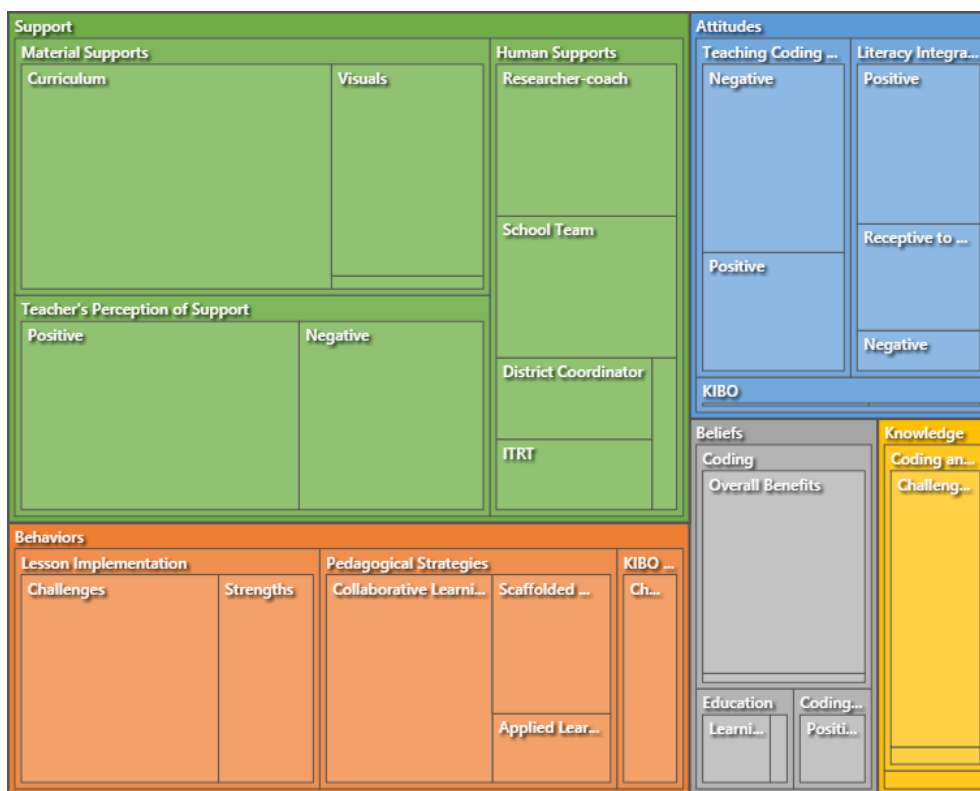 Support
Material Supports
Curriculum
Visuals
Human Supports
Researcher-coach
School Team
District Coordinator
ITRT
Teacher's Perception of Support
Positive
Negative
Attitudes
Teaching Coding ...
Negative
Positive
Literacy Integra...
Positive
Receptive to ...
Negative
KIBO
Behaviors
Lesson Implementation
Challenges
Strengths
Pedagogical Strategies
Collaborative Learni...
Scaffolded ...
Applied Lear...
KIBO ...
Ch...
Beliefs
Coding
Overall Benefits
Education
Learni...
Coding...
Positi...
Knowledge
Coding an...
Challeng...